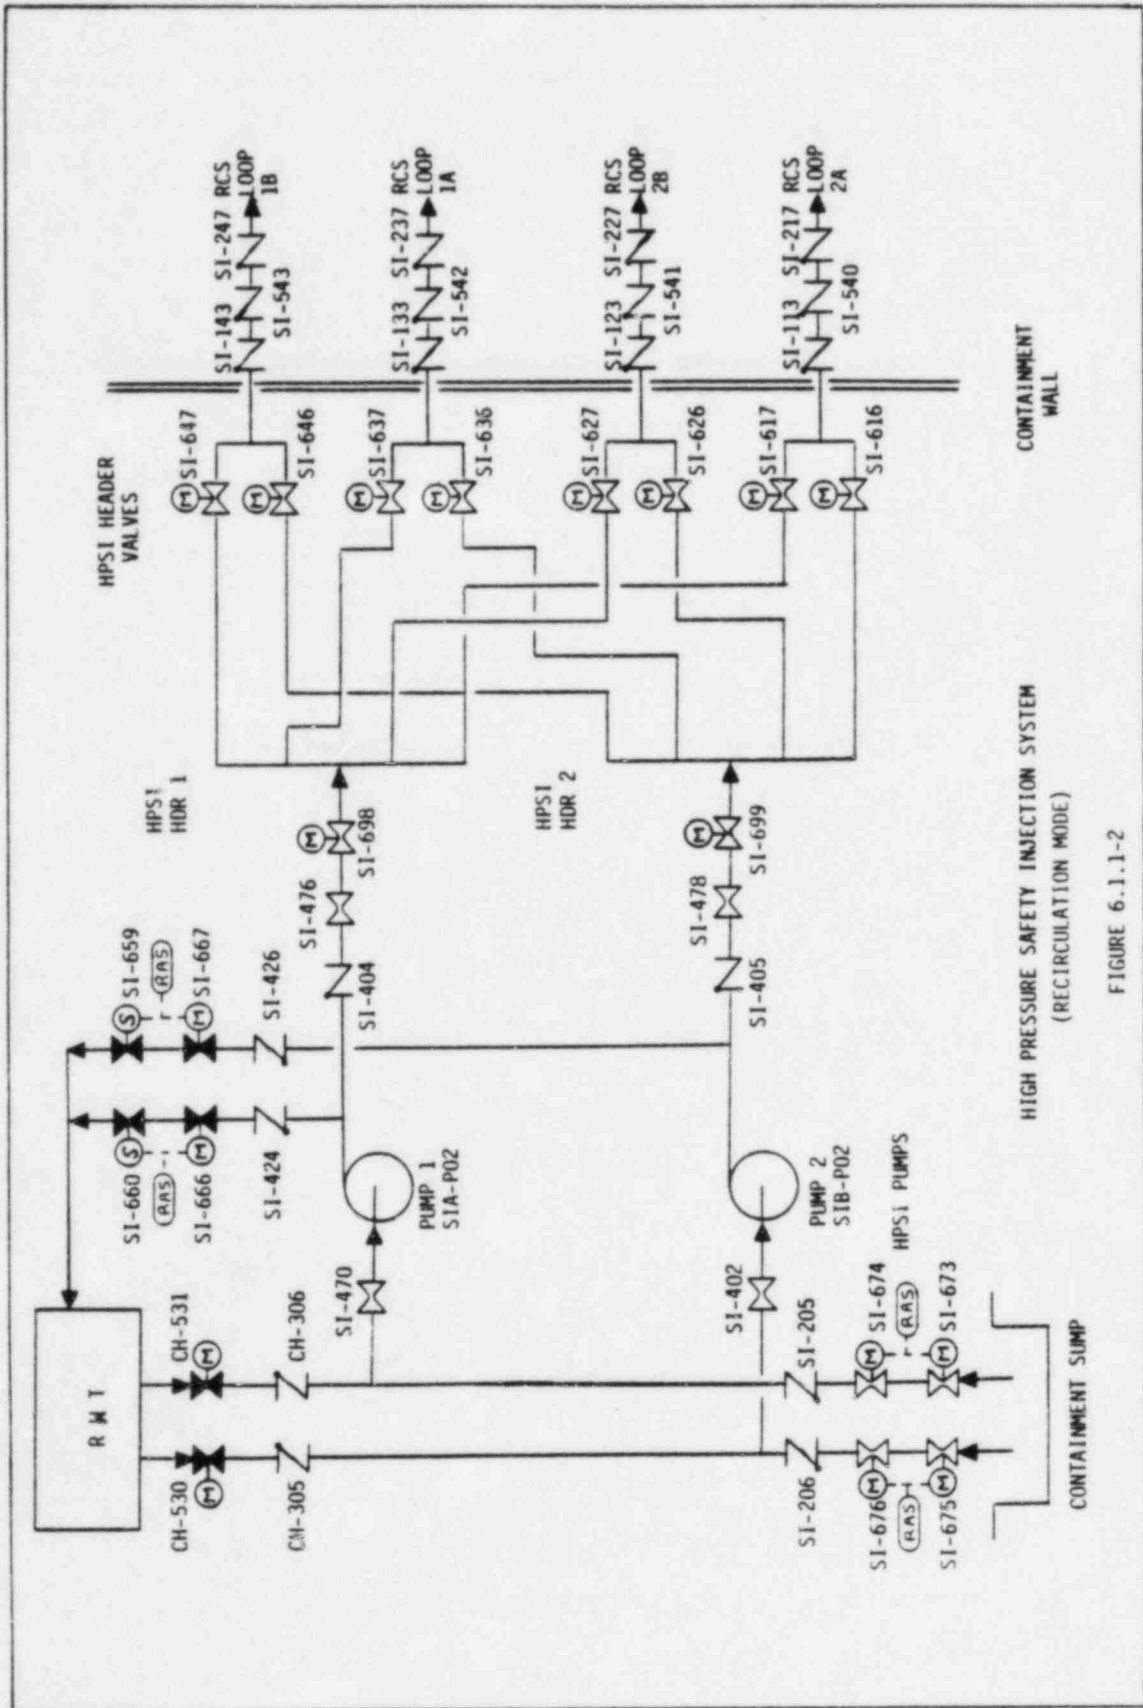 HPSI HEADER
VALVES
SI-647
SI-646
SI-637
SI-636
SI-627
SI-626
SI-617
SI-616
SI-143
SI-247
SI-543
RCS
LOOP
1B
SI-133
SI-237
SI-542
RCS
LOOP
1A
SI-123
SI-227
SI-541
RCS
LOOP
2B
SI-113
SI-217
SI-540
RCS
LOOP
2A
CONTAINMENT
WALL
HPSI
HDR 1
HPSI
HDR 2
SI-659
RAS
SI-667
SI-426
SI-660
RAS
SI-666
SI-424
SI-404
SI-476
SI-698
SI-405
SI-478
SI-699
RWT
CH-531
CH-306
CH-530
CH-305
SI-470
PUMP 1
SIA-P02
SI-402
PUMP 2
SIB-P02
HPSI PUMPS
SI-205
SI-674
RAS
SI-673
SI-206
SI-676
RAS
SI-675
CONTAINMENT SUMP
M
M
M
M
M
M
M
M
M
M
S
M
S
M
M
M
M
M
M
M
HIGH PRESSURE SAFETY INJECTION SYSTEM
(RECIRCULATION MODE)
FIGURE 6.1.1-2